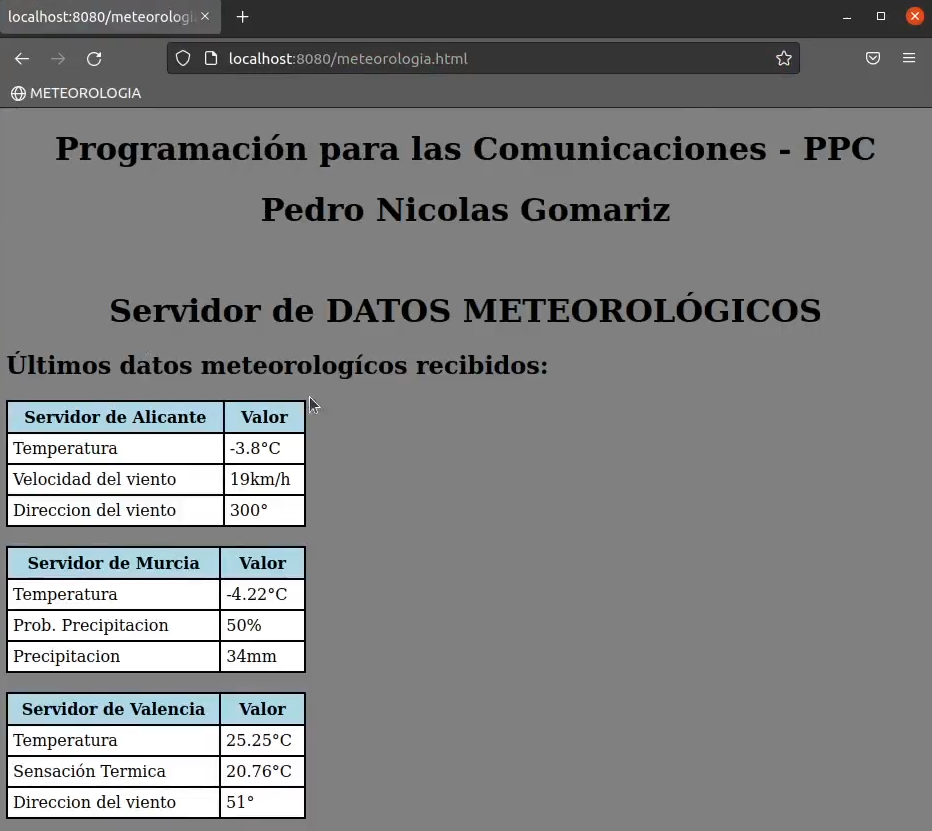 localhost:8080/meteorologi
localhost:8080/meteorologia.html
METEOROLOGIA
Programación para las Comunicaciones - PPC
Pedro Nicolas Gomariz
Servidor de DATOS METEOROLÓGICOS
Últimos datos meteorologícos recibidos:
Servidor de Alicante Valor
Temperatura -3.8°C
Velocidad del viento 19km/h
Direccion del viento 300°
Servidor de Murcia Valor
Temperatura -4.22°C
Prob. Precipitacion 50%
Precipitacion 34mm
Servidor de Valencia Valor
Temperatura 25.25°C
Sensación Termica 20.76°C
Direccion del viento 51°